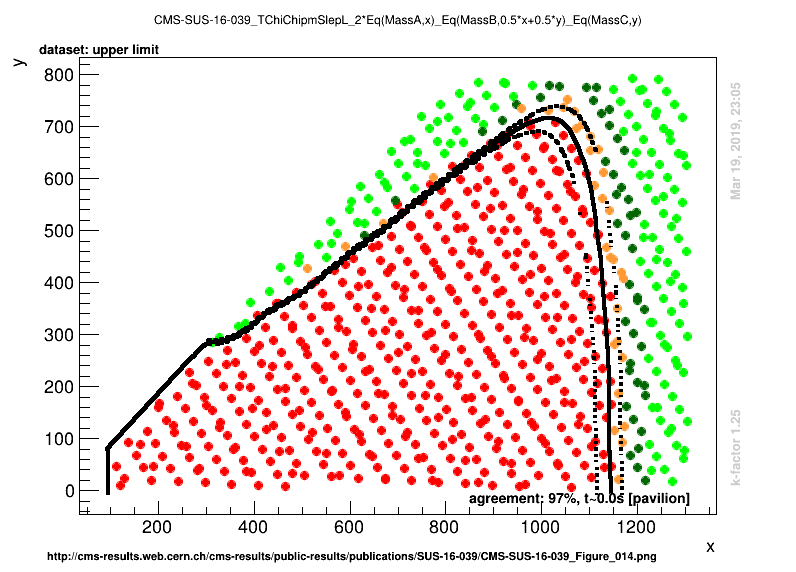 CMS-SUS-16-039_TChiChipmSlepL_2*Eq(MassA,x)_Eq(MassB,0.5*x+0.5*y)_Eq(MassC,y)
dataset: upper limit
y
800
700
600
500
400
300
200
100
0
200
400
600
800
1000
1200
x
agreement: 97%, t~0.0s [pavilion]
Mar 19, 2019, 23:05
k-factor 1.25
http://cms-results.web.cern.ch/cms-results/public-results/publications/SUS-16-039/CMS-SUS-16-039_Figure_014.png